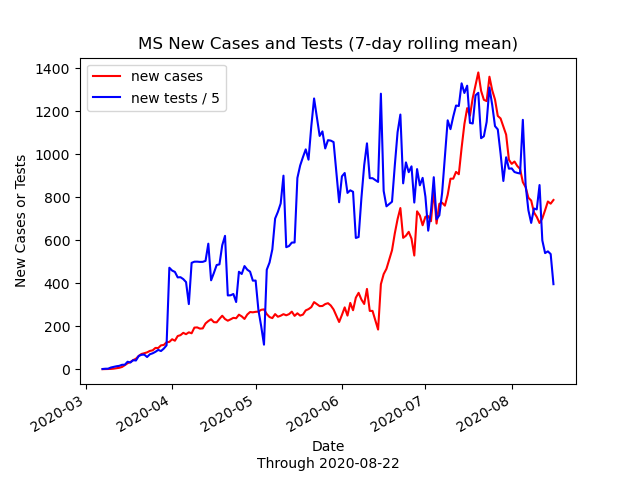 MS New Cases and Tests (7-day rolling mean)
new cases
new tests / 5
New Cases or Tests
1400
1200
1000
800
600
400
200
0
2020-03
2020-04
2020-05
2020-06
2020-07
2020-08
Date
Through 2020-08-22